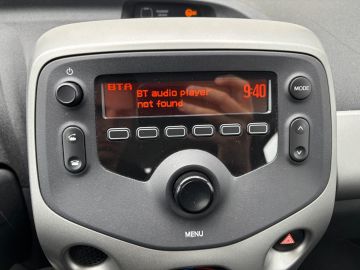 BTA
BT audio player
not found
9:40
MODE
MENU